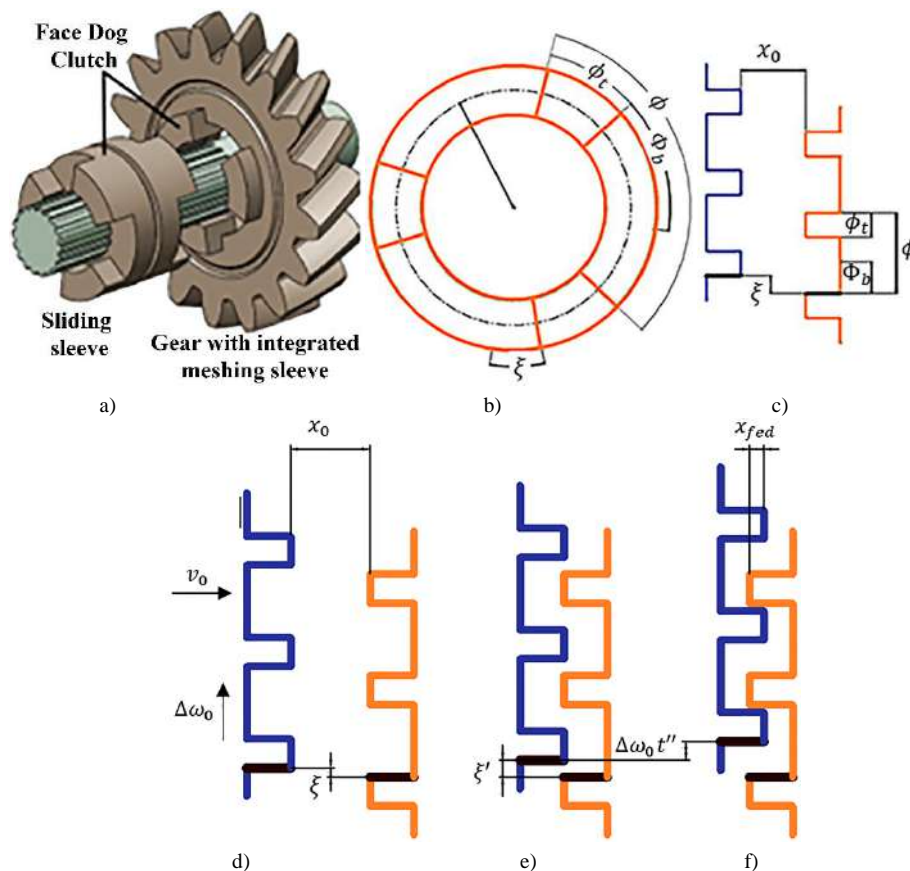 a)
Face Dog
Clutch
Sliding
sleeve
Gear with integrated
meshing sleeve
ϕ_t
ϕ
ϕ_b
ξ
b)
x_0
ϕ_t
ϕ
Φ_b
ξ
c)
x_0
v_0
Δω_0
ξ
d)
ξ′
Δω_0 t′′
e)
x_fed
f)